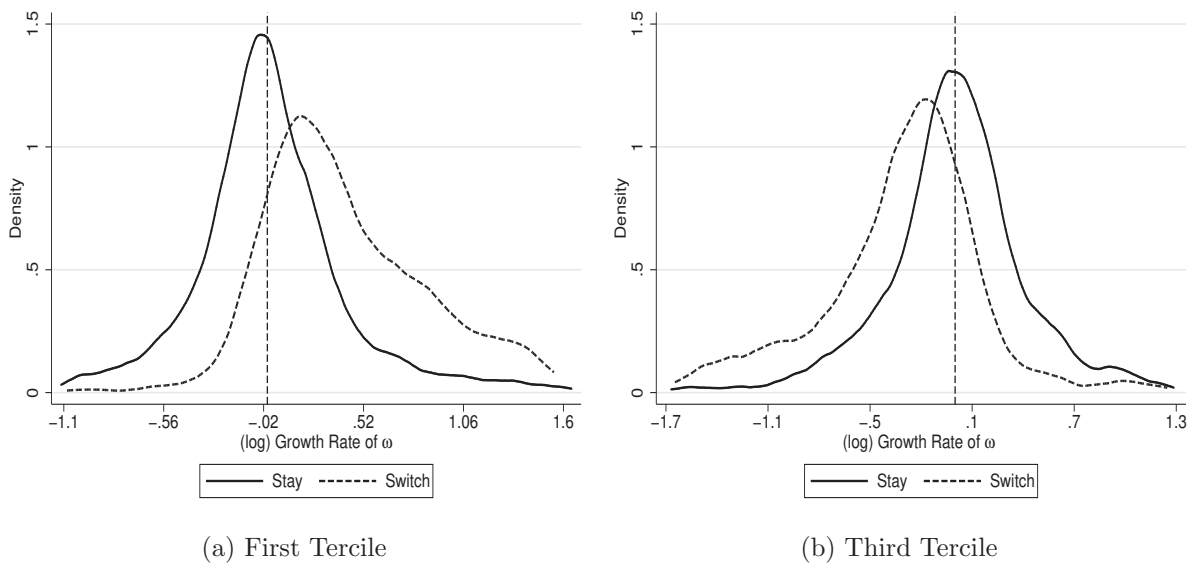 1.5
1
.5
0
Density
-1.1 -.56 -.02 .52 1.06 1.6
(log) Growth Rate of ω
Stay Switch
(a) First Tercile
1.5
1
.5
0
Density
-1.7 -1.1 -.5 .1 .7 1.3
(log) Growth Rate of ω
Stay Switch
(b) Third Tercile